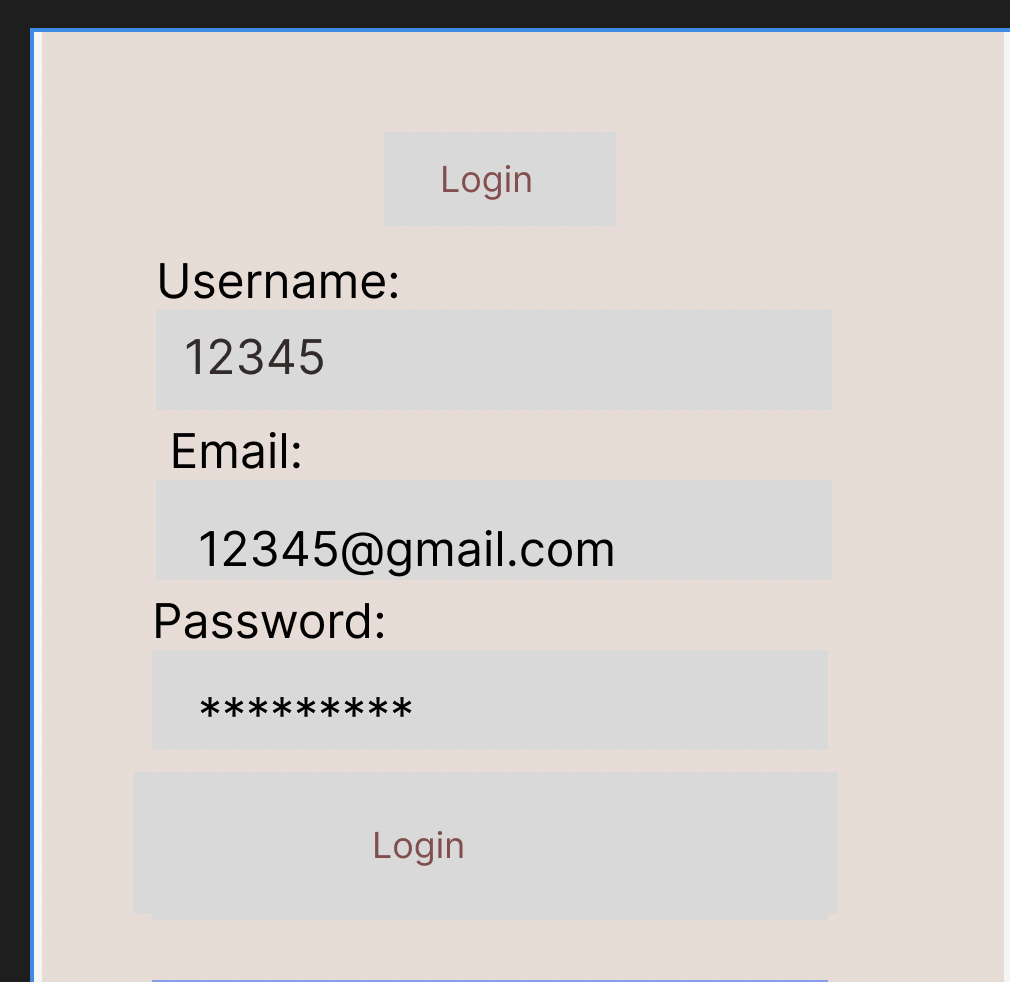 Login
Username:
12345
Email:
12345@gmail.com
Password:
*********
Login